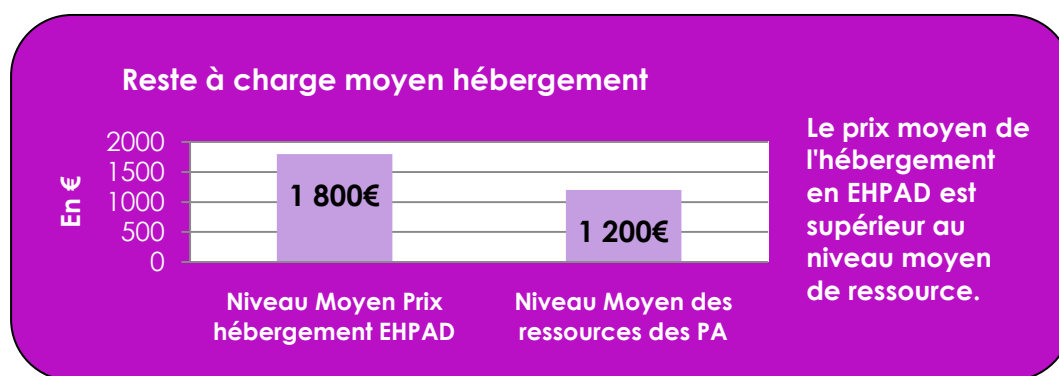 Reste à charge moyen hébergement
En €
2000
1500
1000
500
0
1 800€
1 200€
Niveau Moyen Prix
hébergement EHPAD
Niveau Moyen des
ressources des PA
Le prix moyen de
l'hébergement
en EHPAD est
supérieur au
niveau moyen
de ressource.